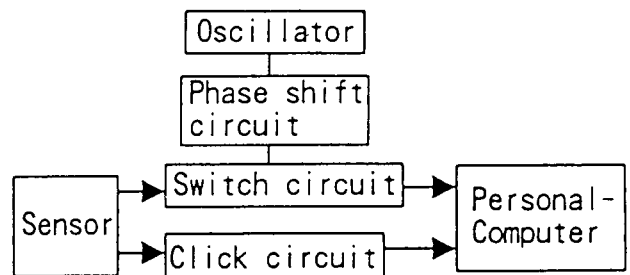 Oscillator
Phase shift
circuit
Switch circuit
Sensor
Click circuit
Personal-
Computer